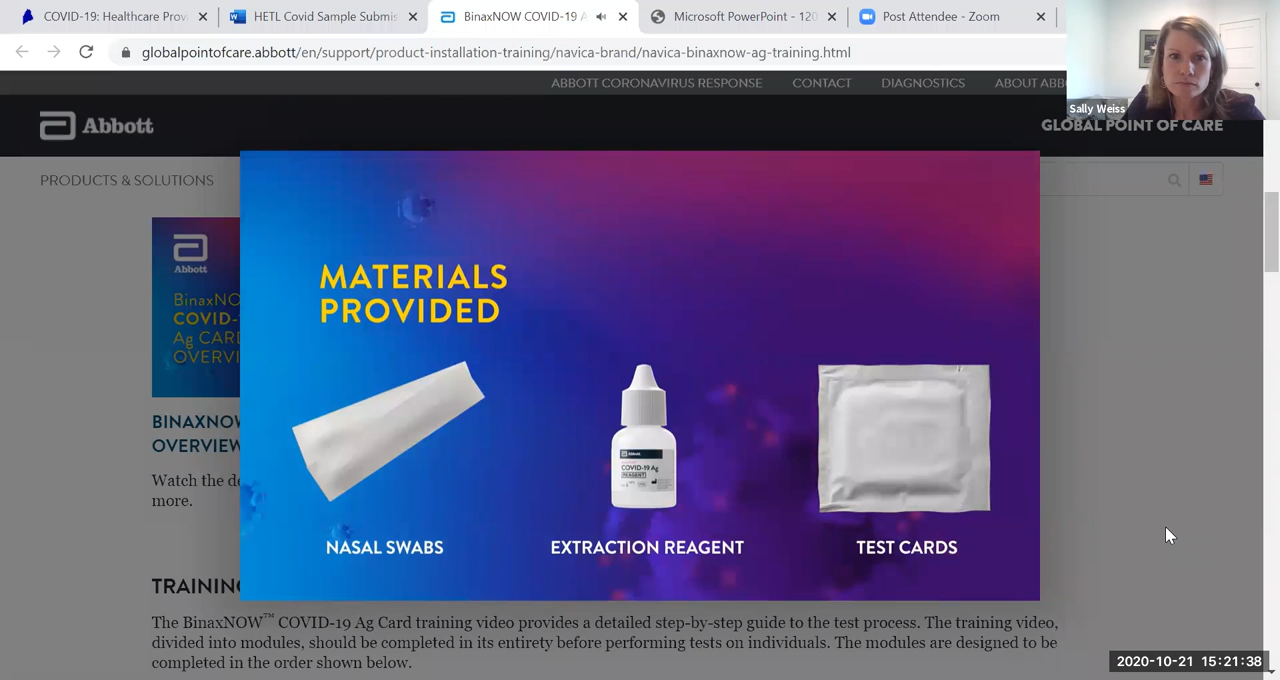 COVID-19: Healthcare Prov
HETL Covid Sample Submis
BinaxNOW COVID-19 A
Microsoft PowerPoint - 120
Post Attendee - Zoom
globalpointofcare.abbott/en/support/product-installation-training/navica-brand/navica-binaxnow-ag-training.html
ABBOTT CORONAVIRUS RESPONSE
CONTACT
DIAGNOSTICS
ABOUT ABB
Sally Weiss
Abbott
GLOBAL POINT OF CARE
PRODUCTS & SOLUTIONS
Abbott
BinaxNO
COVID-
Ag CAR
OVERVI
MATERIALS
PROVIDED
Abbott
COVID-19 Ag
REAGENT
NASAL SWABS
EXTRACTION REAGENT
TEST CARDS
BINAXNOW
OVERVIEW
Watch the de
more.
TRAINING
The BinaxNOW™ COVID-19 Ag Card training video provides a detailed step-by-step guide to the test process. The training video,
divided into modules, should be completed in its entirety before performing tests on individuals. The modules are designed to be
completed in the order shown below.
2020-10-21 15:21:38